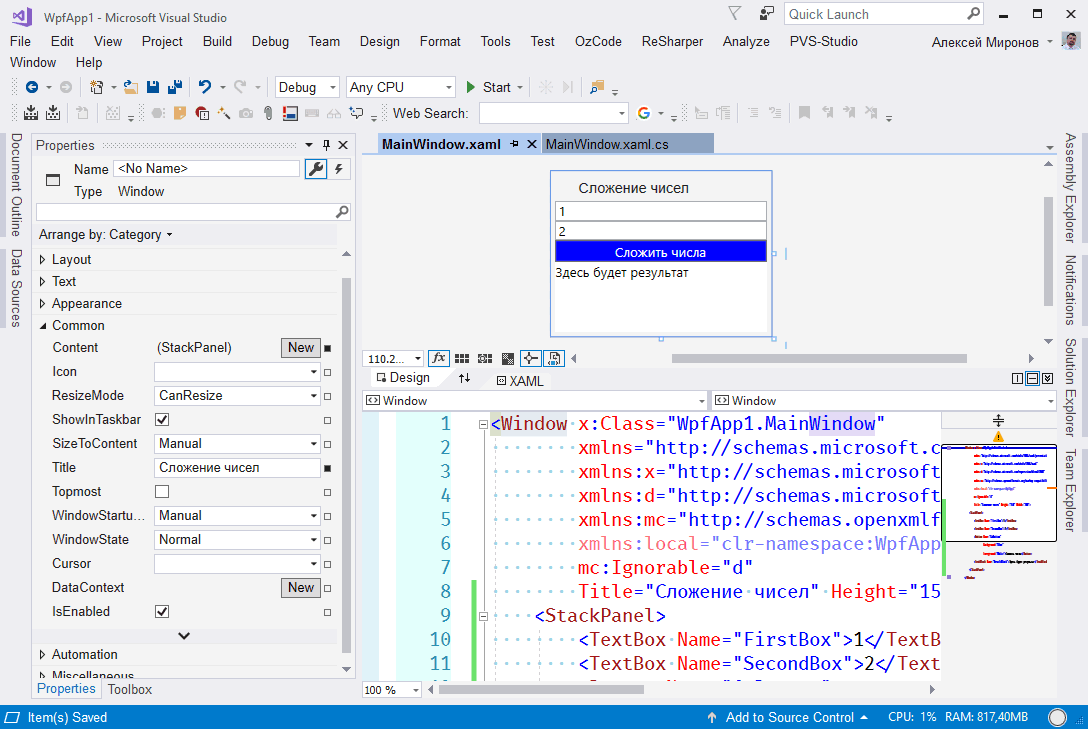 WpfApp1 - Microsoft Visual Studio
Quick Launch
File Edit View Project Build Debug Team Design Format Tools Test OzCode ReSharper Analyze PVS-Studio
Алексей Миронов
Window Help
Debug Any CPU Start
Web Search:
Document Outline
Data Sources
Properties
Name <No Name>
Type Window
Arrange by: Category
Layout
Text
Appearance
Common
Content (StackPanel) New
Icon
ResizeMode CanResize
ShowInTaskbar
SizeToContent Manual
Title Сложение чисел
Topmost
WindowStartu... Manual
WindowState Normal
Cursor
DataContext New
IsEnabled
Automation
Miscellaneous
Properties Toolbox
MainWindow.xaml MainWindow.xaml.cs
Сложение чисел
1
2
Сложить числа
Здесь будет результат
110.2...
fx
Design XAML
Window Window
1 <Window x:Class="WpfApp1.MainWindow"
2 xmlns="http://schemas.microsoft.c
3 xmlns:x="http://schemas.microsoft
4 xmlns:d="http://schemas.microsoft
5 xmlns:mc="http://schemas.openxmlf
6 xmlns:local="clr-namespace:WpfApp
7 mc:Ignorable="d"
8 Title="Сложение чисел" Height="15
9 <StackPanel>
10 <TextBox Name="FirstBox">1</TextB
11 <TextBox Name="SecondBox">2</Text
100 %
Assembly Explorer
Notifications
Solution Explorer
Team Explorer
Item(s) Saved
Add to Source Control
CPU: 1% RAM: 817,40MB